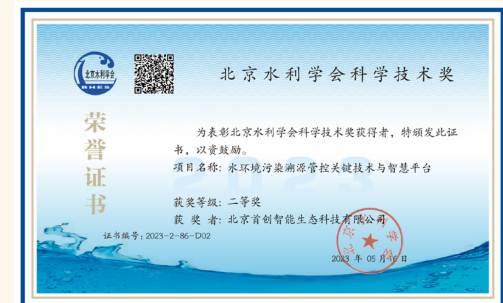 北京水利学会
BHES
北京水利学会科学技术奖
荣誉证书
为表彰北京水利学会科学技术奖获得者，特颁发此证
书，以资鼓励。
2023
项目名称：水环境污染溯源管控关键技术与智慧平台
获奖等级：二等奖
获 奖 者：北京首创智能生态科技有限公司
证书编号：2023-2-86-D02
2023 年 05 月 16 日